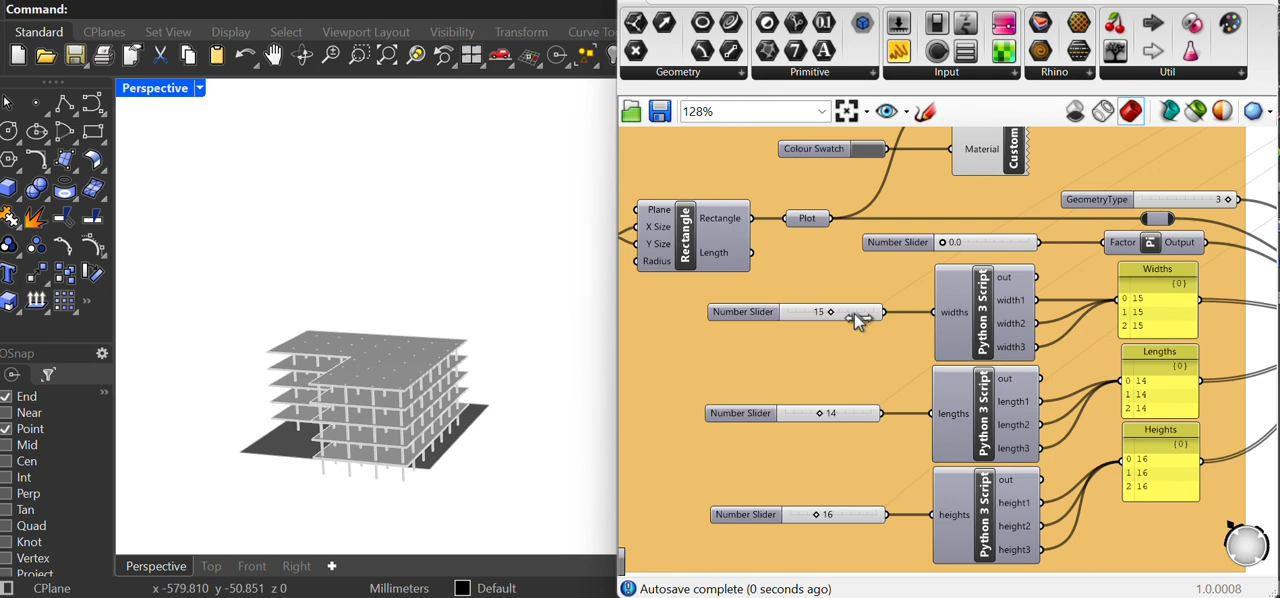 Command:
Standard CPlanes Set View Display Select Viewport Layout Visibility Transform Curve To
Perspective
OSnap
End
Near
Point
Mid
Cen
Int
Perp
Tan
Quad
Knot
Vertex
Project
Perspective Top Front Right
CPlane x -579.810 y -50.851 z 0 Millimeters Default
Geometry Primitive Input Rhino Util
128%
Colour Swatch
Material
Custom
Plane
X Size
Y Size
Radius
Rectangle
Rectangle
Length
Plot
GeometryType 3
Number Slider 0.0
Factor Pi Output
Number Slider 15
widths
Python 3 Script
out
width1
width2
width3
Widths
{0}
0 15
1 15
2 15
Number Slider 14
lengths
Python 3 Script
out
length1
length2
length3
Lengths
{0}
0 14
1 14
2 14
Number Slider 16
heights
Python 3 Script
out
height1
height2
height3
Heights
{0}
0 16
1 16
2 16
Autosave complete (0 seconds ago)
1.0.0008